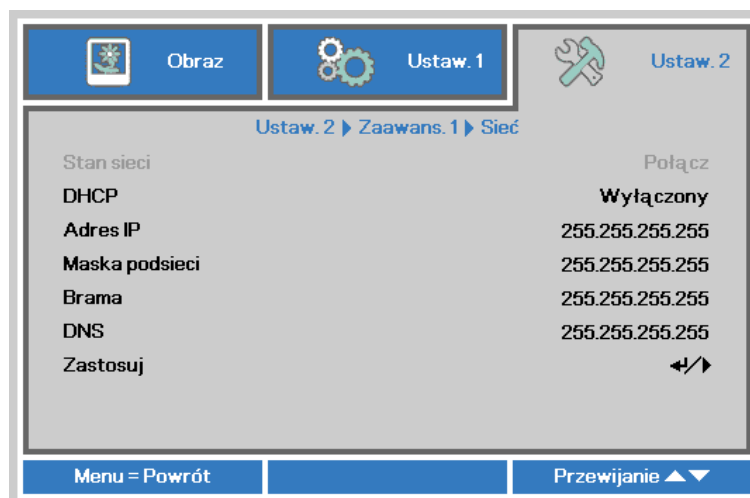 Obraz
Ustaw. 1
Ustaw. 2
Ustaw. 2 Zaawans. 1 Sieć
Stan sieci Połącz
DHCP Wyłączony
Adres IP 255.255.255.255
Maska podsieci 255.255.255.255
Brama 255.255.255.255
DNS 255.255.255.255
Zastosuj
Menu = Powrót
Przewijanie